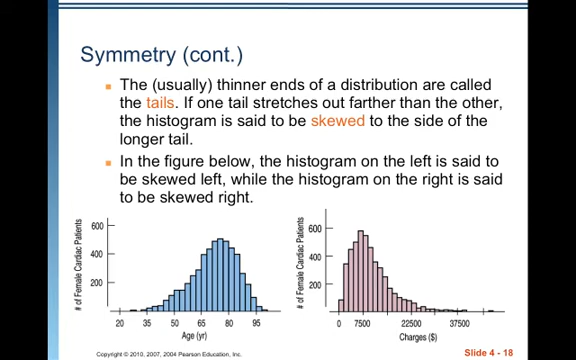 Symmetry (cont.)
The (usually) thinner ends of a distribution are called
the tails. If one tail stretches out farther than the other,
the histogram is said to be skewed to the side of the
longer tail.
In the figure below, the histogram on the left is said to
be skewed left, while the histogram on the right is said
to be skewed right.
# of Female Cardiac Patients
600
400
200
20 35 50 65 80 95
Age (yr)
# of Female Cardiac Patients
600
400
200
0 7500 22500 37500
Charges ($)
Copyright © 2010, 2007, 2004 Pearson Education, Inc.
Slide 4 - 18